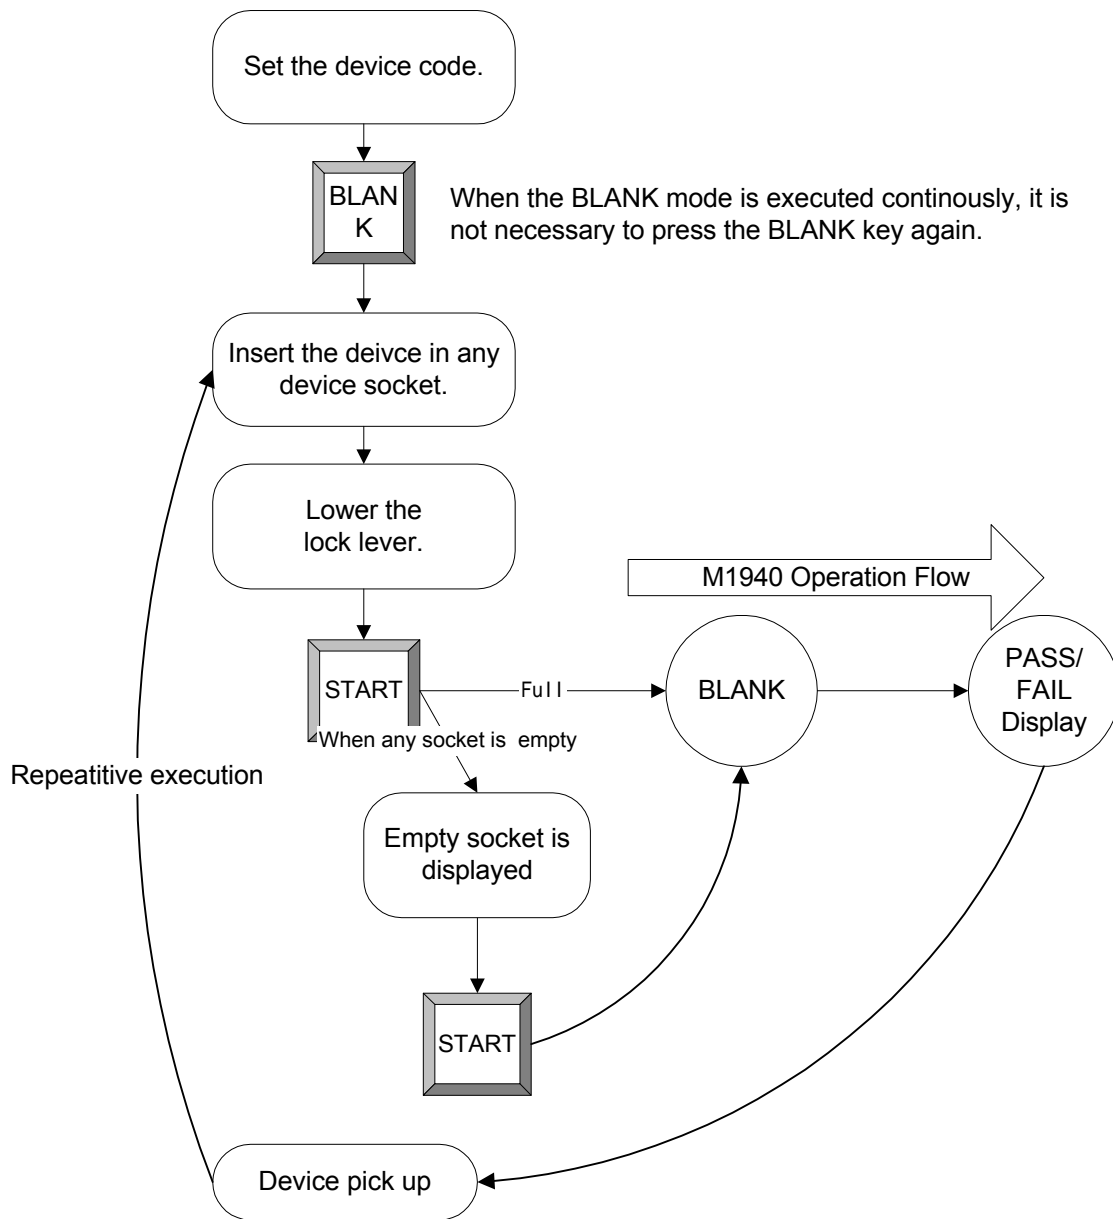 Set the device code.
BLAN
K
When the BLANK mode is executed continously, it is
not necessary to press the BLANK key again.
Insert the deivce in any
device socket.
Lower the
lock lever.
M1940 Operation Flow
START
Full
BLANK
PASS/
FAIL
Display
When any socket is empty
Repeatitive execution
Empty socket is
displayed
START
Device pick up